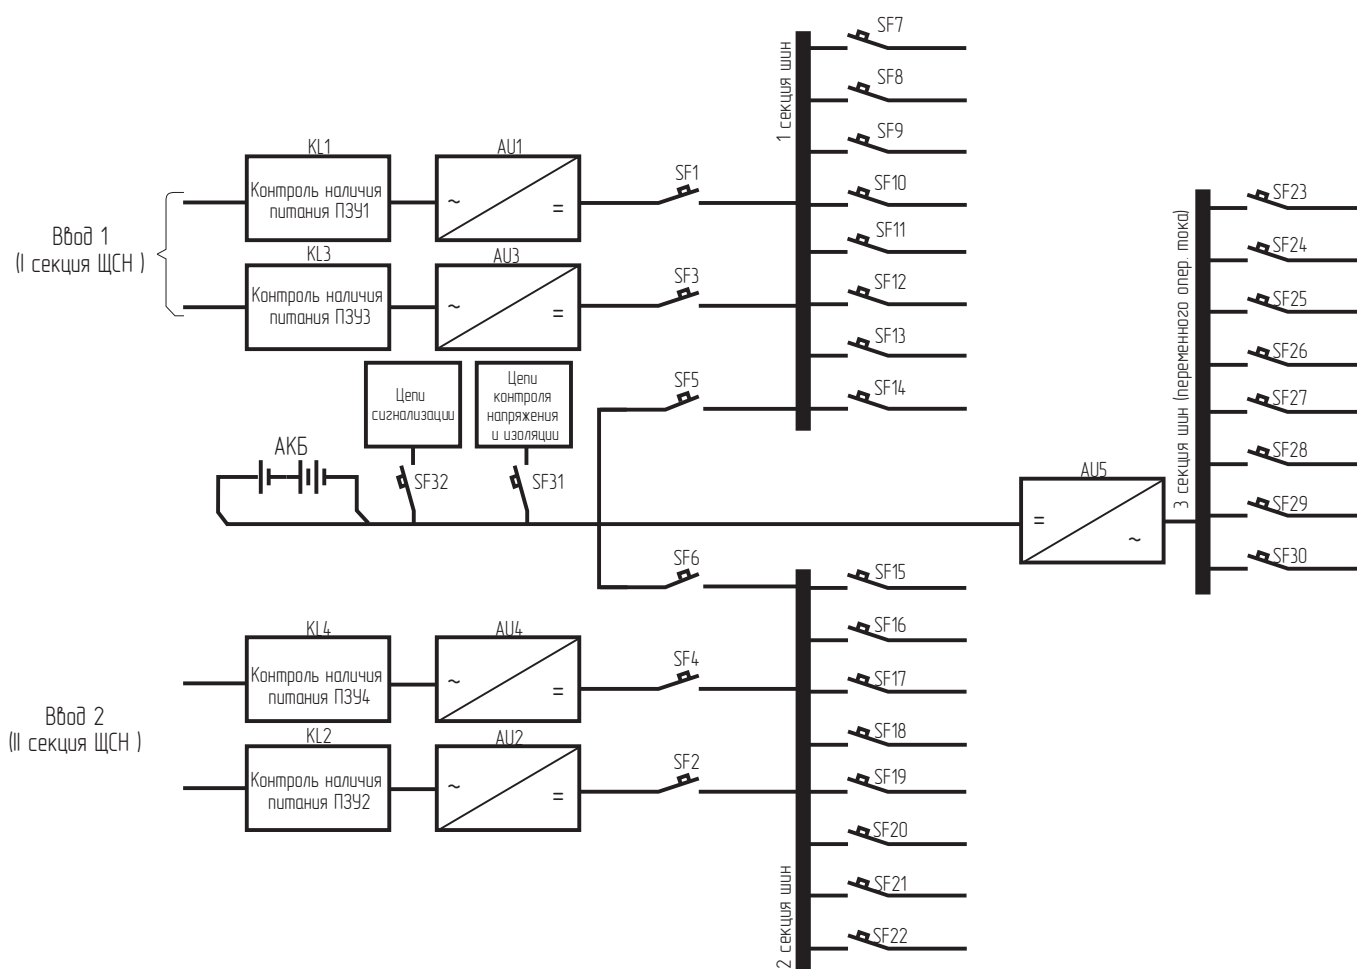 SF7
SF8
SF9
SF10
SF11
SF12
SF13
SF14
1 секция шин
KL1
Контроль наличия
питания ПЗУ1
AU1
~
=
SF1
Ввод 1
(I секция ЩСН )
KL3
Контроль наличия
питания ПЗУ3
AU3
~
=
SF3
Цепи
сигнализации
Цепи
контроля
напряжения
и изоляции
SF5
АКБ
SF32
SF31
AU5
=
~
3 секция шин (переменного опер. тока)
SF23
SF24
SF25
SF26
SF27
SF28
SF29
SF30
SF6
KL4
Контроль наличия
питания ПЗУ4
AU4
~
=
SF4
Ввод 2
(II секция ЩСН )
KL2
Контроль наличия
питания ПЗУ2
AU2
~
=
SF2
2 секция шин
SF15
SF16
SF17
SF18
SF19
SF20
SF21
SF22